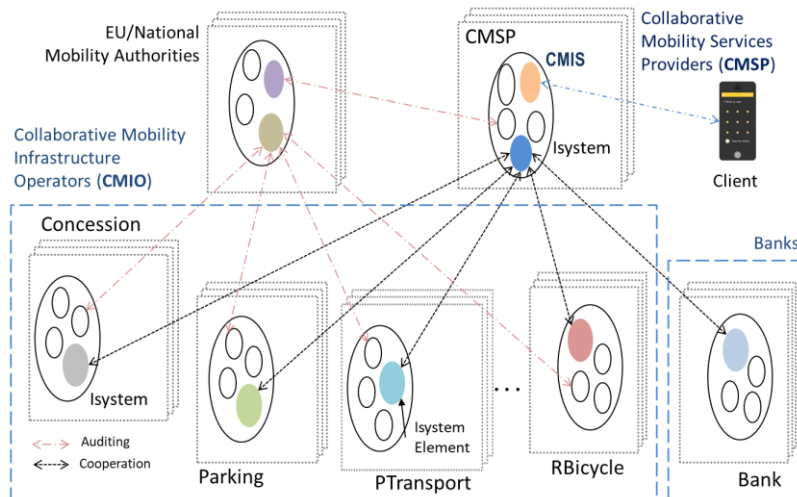 EU/National
Mobility Authorities
CMSP
CMIS
Collaborative
Mobility Services
Providers (CMSP)
Isystem
Client
Collaborative Mobility
Infrastructure
Operators (CMIO)
Concession
Banks
Isystem
Isystem
Element
...
Auditing
Cooperation
Parking
PTransport
RBicycle
Bank